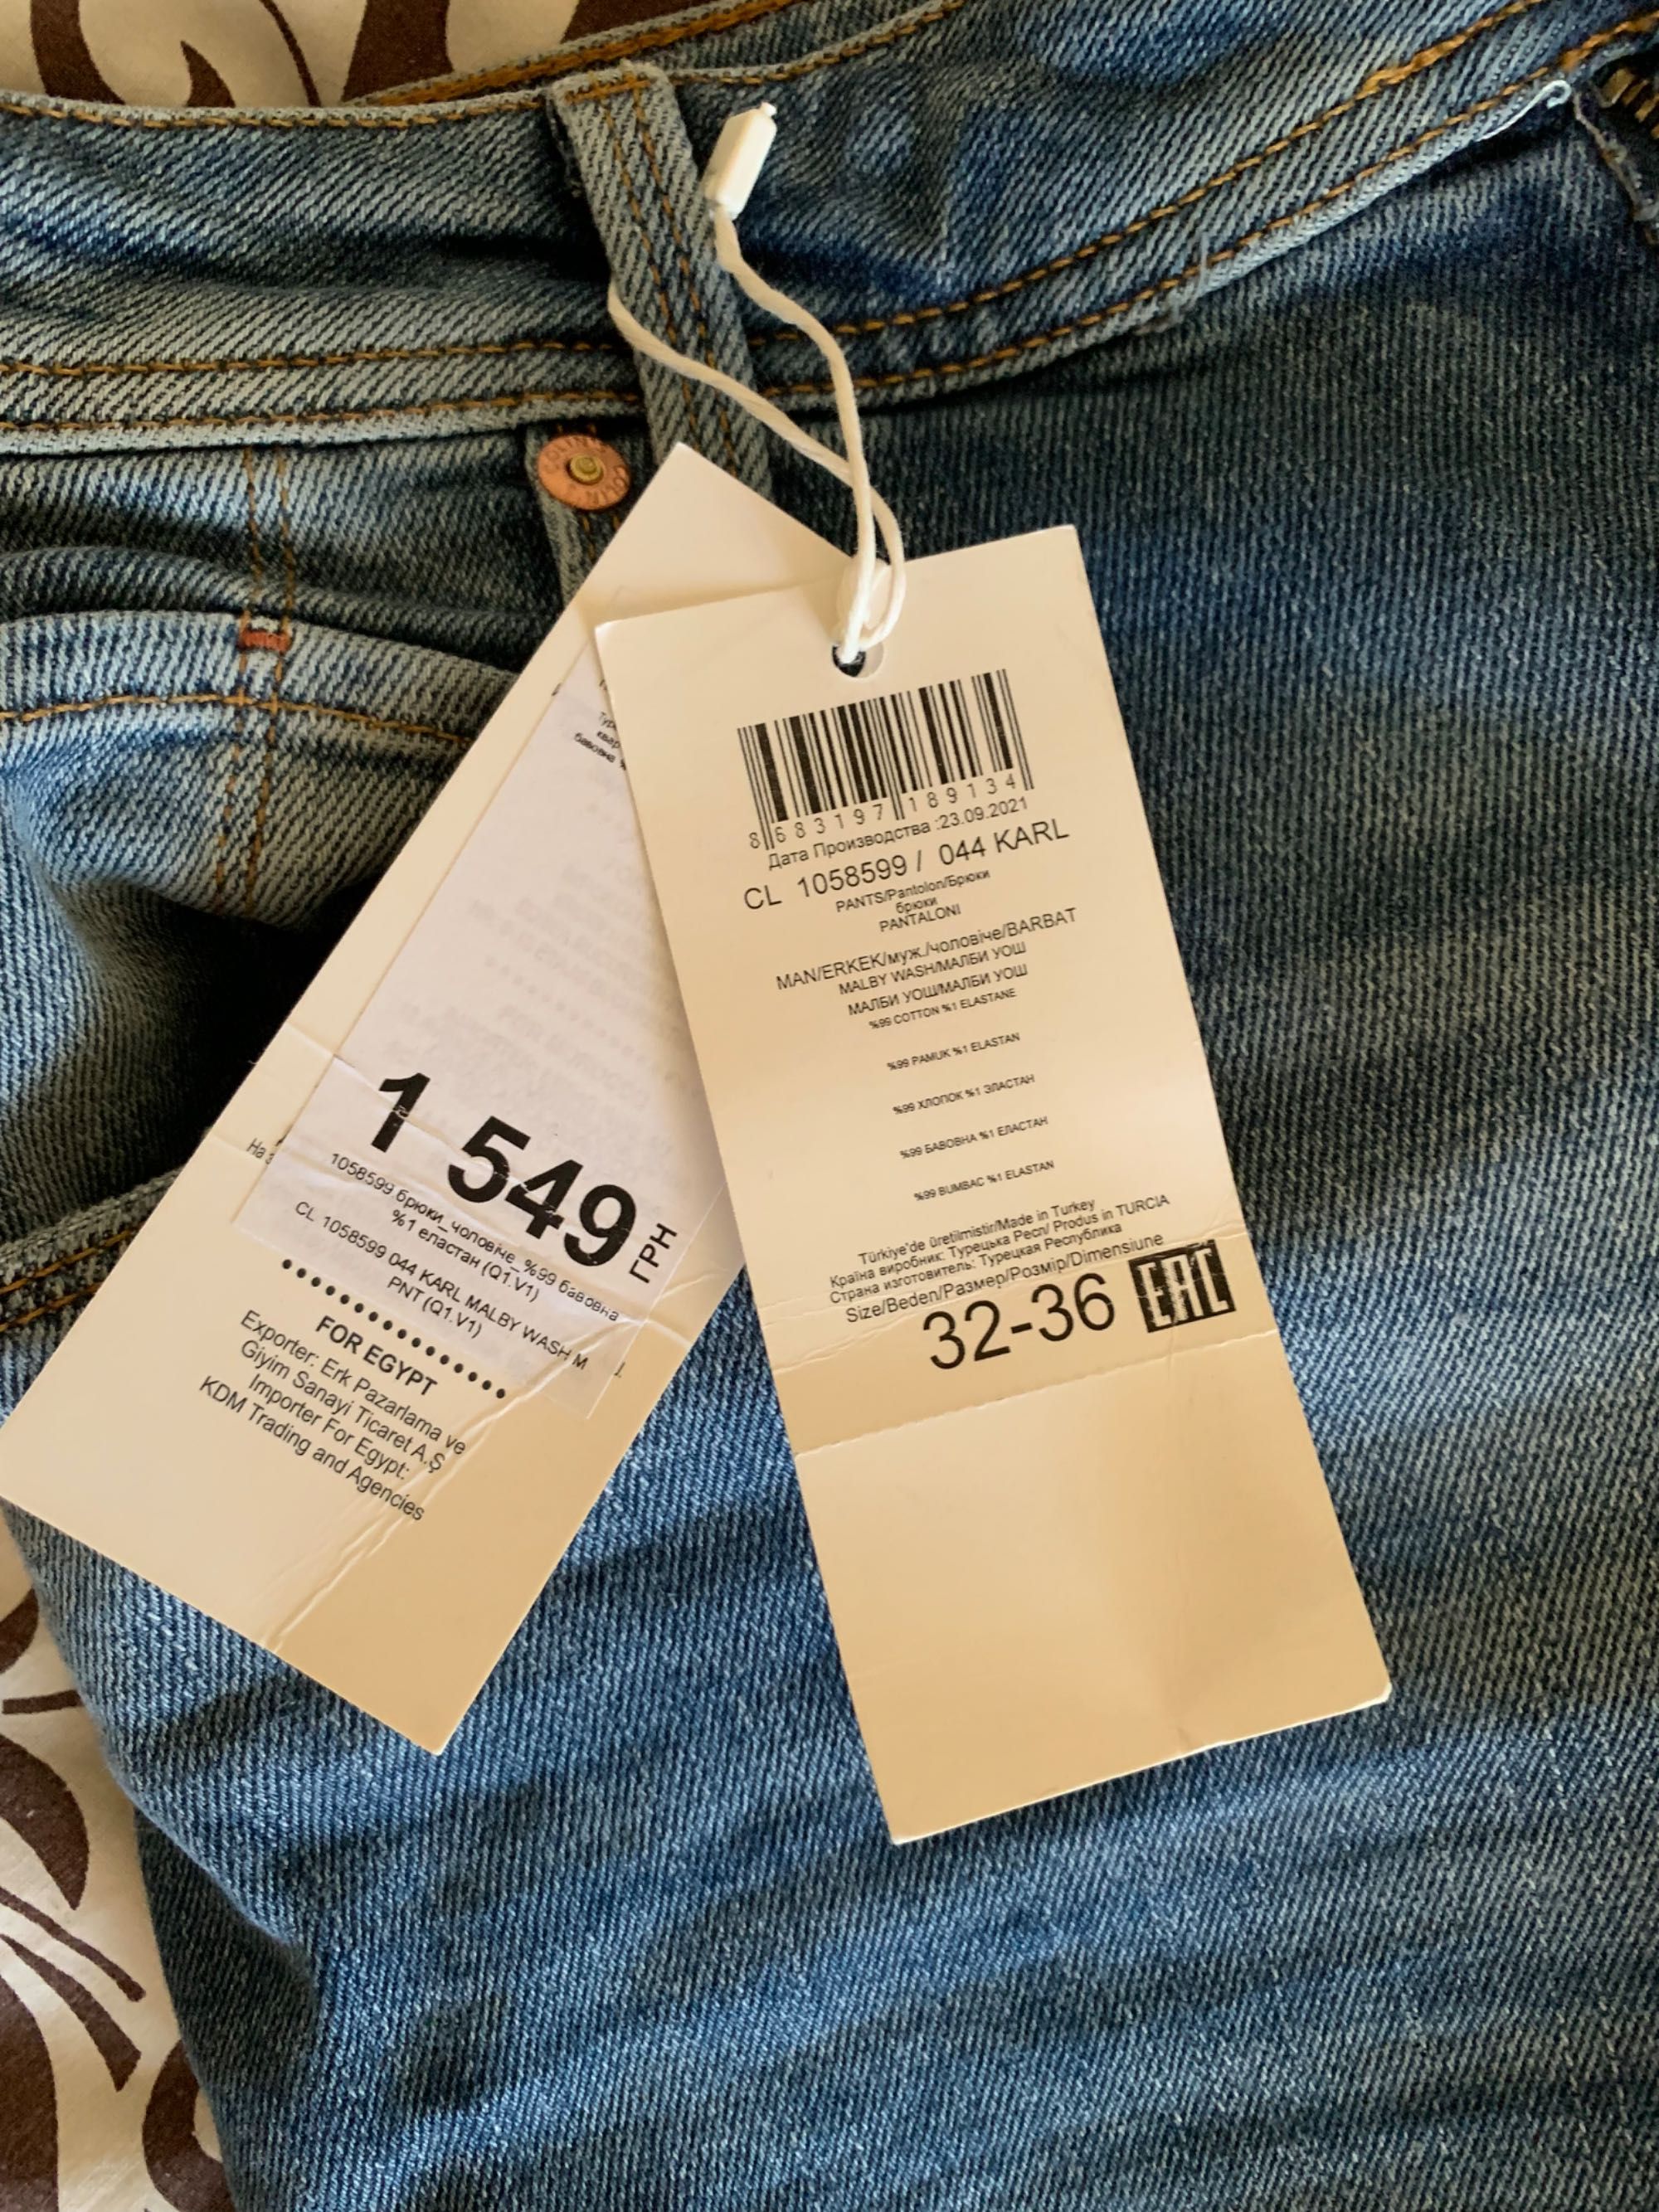 COLIN
8 683197 189134
Дата Производства :23.09.2021
CL 1058599 / 044 KARL
PANTS/Pantolon/Брюки
брюки
PANTALONI
MAN/ERKEK/муж./чоловіче/BARBAT
MALBY WASH/МАЛБИ УОШ
МАЛБИ УОШ/МАЛБИ УОШ
%99 COTTON %1 ELASTANE
%99 PAMUK %1 ELASTAN
%99 ХЛОПОК %1 ЭЛАСТАН
%99 БАВОВНА %1 ЕЛАСТАН
%99 BUMBAC %1 ELASTAN
Türkiye'de üretilmistir/Made in Turkey
Країна виробник: Турецька Респ/ Produs in TURCIA
Страна изготовитель: Турецкая Республика
Size/Beden/Размер/Розмір/Dimensiune
32-36 EAC
бавовна
1 549 ГРН
1058599 брюки_чоловіче_%99 бавовна
%1 еластан (Q1.V1)
CL 1058599 044 KARL MALBY WASH M
PNT (Q1.V1)
FOR EGYPT
Exporter: Erk Pazarlama ve
Giyim Sanayi Ticaret A.Ş
Importer For Egypt:
KDM Trading and Agencies